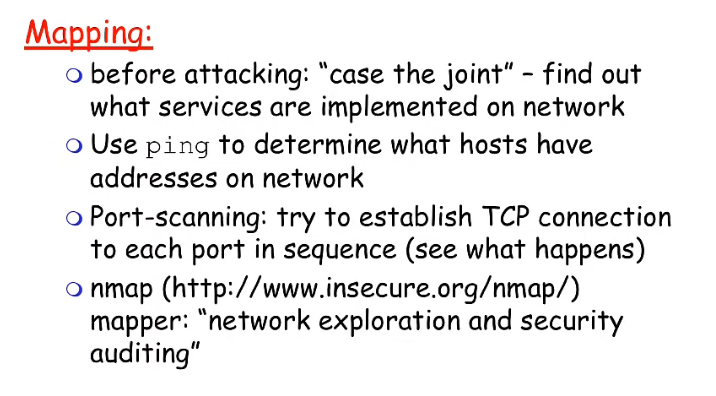 Mapping:
before attacking: “case the joint” – find out
what services are implemented on network
Use ping to determine what hosts have
addresses on network
Port-scanning: try to establish TCP connection
to each port in sequence (see what happens)
nmap (http://www.insecure.org/nmap/)
mapper: “network exploration and security
auditing”